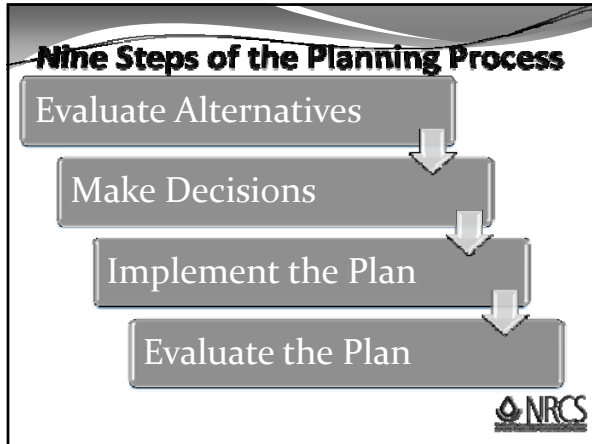 Nine Steps of the Planning Process
Evaluate Alternatives
Make Decisions
Implement the Plan
Evaluate the Plan
NRCS